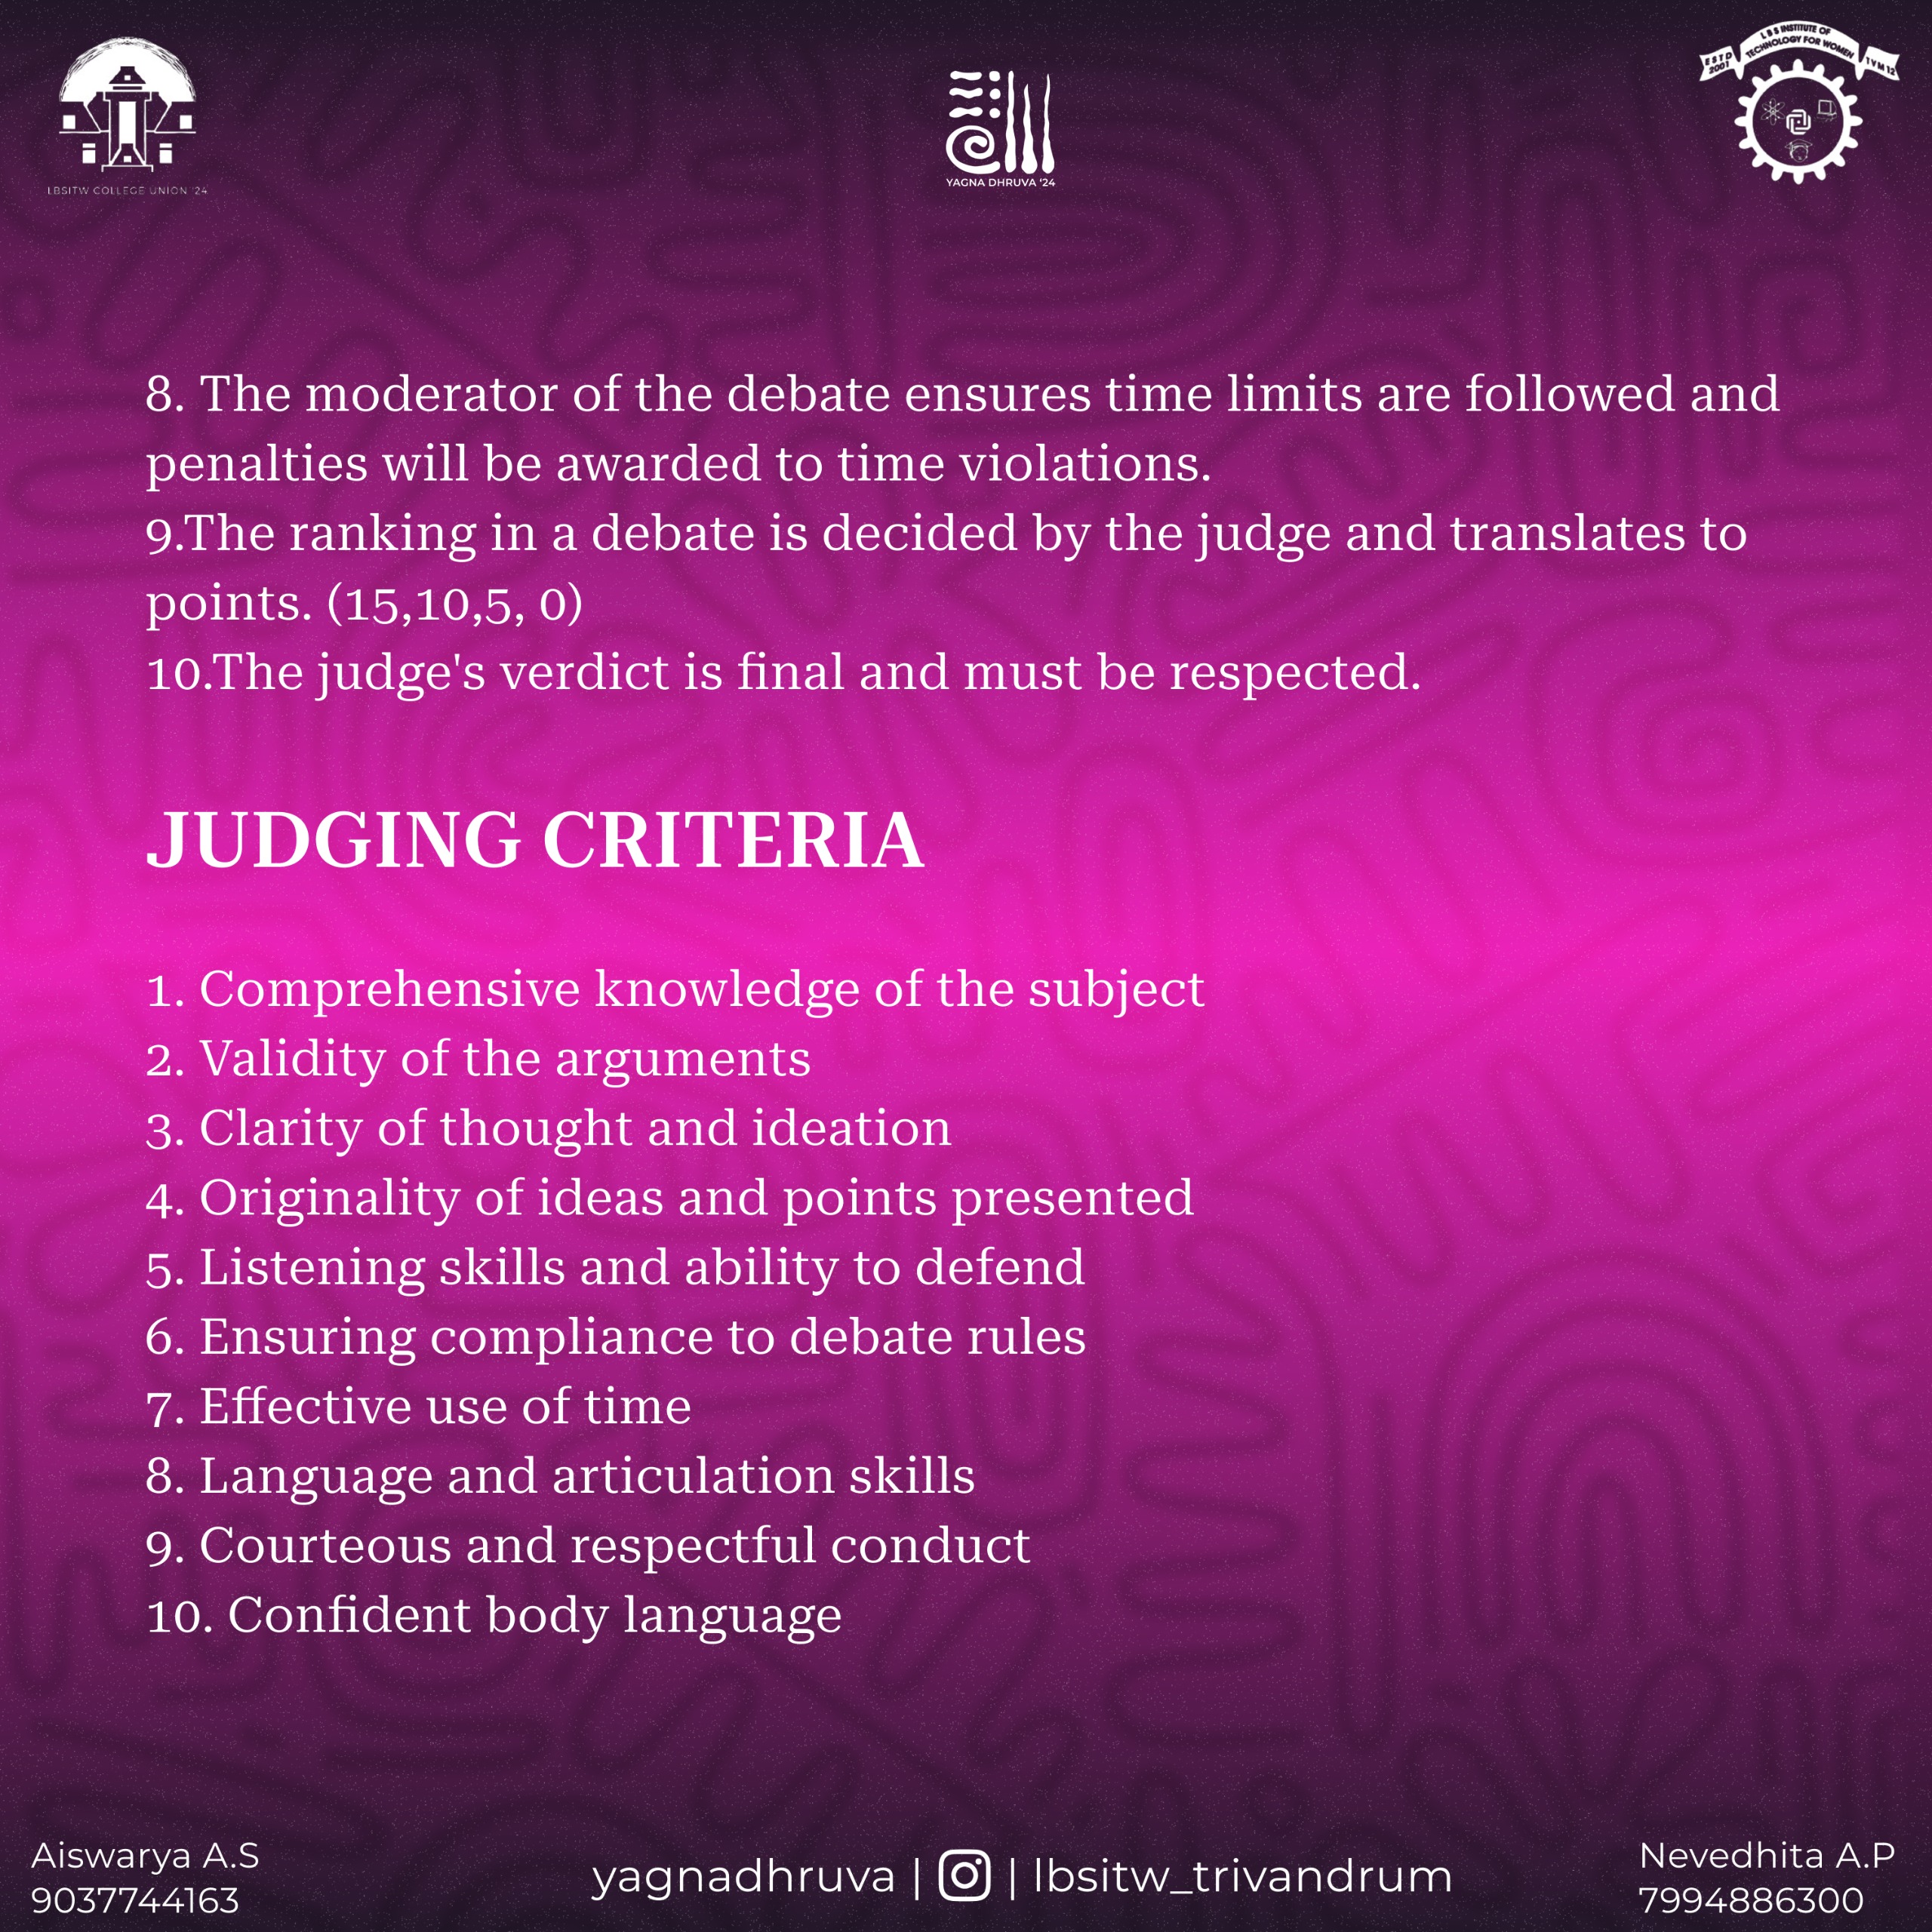 LBSITW COLLEGE UNION '24
YAGNA DHRUVA '24
L B S INSTITUTE OF
TECHNOLOGY FOR WOMEN
ESTD
2001
TVM 12
8. The moderator of the debate ensures time limits are followed and
penalties will be awarded to time violations.
9.The ranking in a debate is decided by the judge and translates to
points. (15,10,5, 0)
10.The judge's verdict is final and must be respected.
JUDGING CRITERIA
1. Comprehensive knowledge of the subject
2. Validity of the arguments
3. Clarity of thought and ideation
4. Originality of ideas and points presented
5. Listening skills and ability to defend
6. Ensuring compliance to debate rules
7. Effective use of time
8. Language and articulation skills
9. Courteous and respectful conduct
10. Confident body language
Aiswarya A.S
9037744163
yagnadhruva | | lbsitw_trivandrum
Nevedhita A.P
7994886300